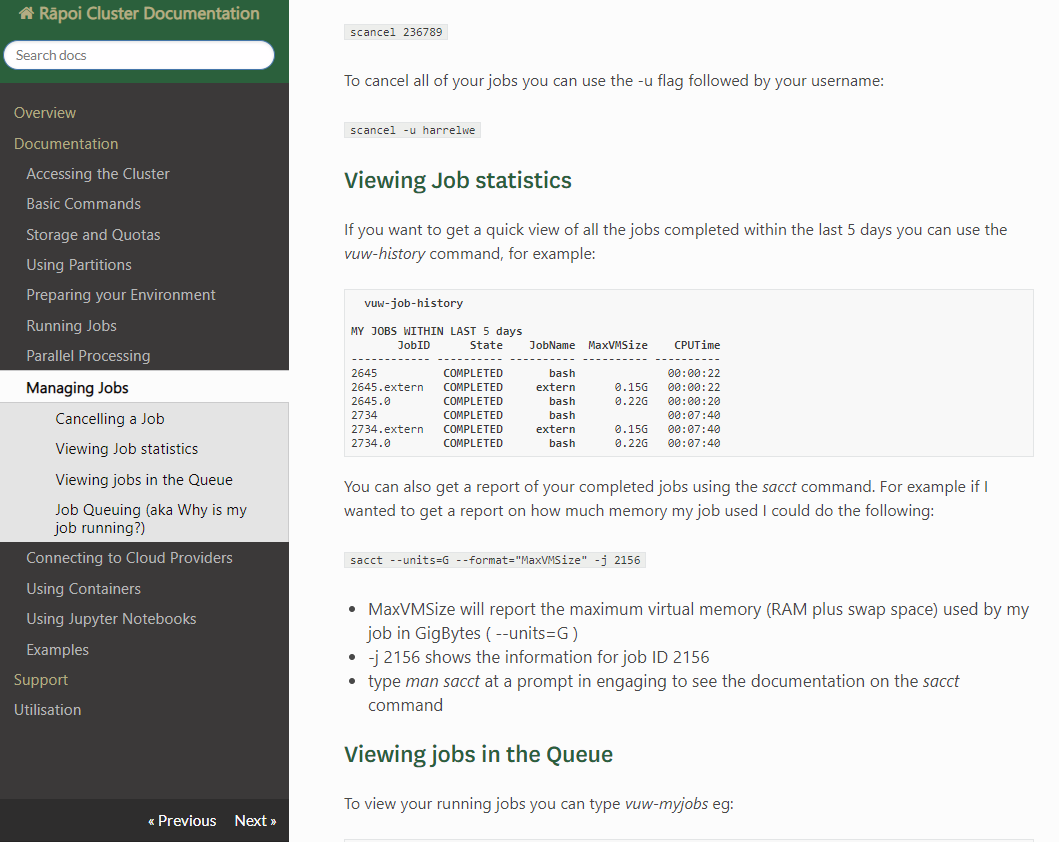 Rāpoi Cluster Documentation
Search docs
Overview
Documentation
Accessing the Cluster
Basic Commands
Storage and Quotas
Using Partitions
Preparing your Environment
Running Jobs
Parallel Processing
Managing Jobs
Cancelling a Job
Viewing Job statistics
Viewing jobs in the Queue
Job Queuing (aka Why is my
job running?)
Connecting to Cloud Providers
Using Containers
Using Jupyter Notebooks
Examples
Support
Utilisation
« Previous Next »
scancel 236789
To cancel all of your jobs you can use the -u flag followed by your username:
scancel -u harrelwe
Viewing Job statistics
If you want to get a quick view of all the jobs completed within the last 5 days you can use the
vuw-history command, for example:
vuw-job-history
MY JOBS WITHIN LAST 5 days
JobID State JobName MaxVMSize CPUTime
------------ ---------- ---------- ---------- ----------
2645 COMPLETED bash 00:00:22
2645.extern COMPLETED extern 0.15G 00:00:22
2645.0 COMPLETED bash 0.22G 00:00:20
2734 COMPLETED bash 00:07:40
2734.extern COMPLETED extern 0.15G 00:07:40
2734.0 COMPLETED bash 0.22G 00:07:40
You can also get a report of your completed jobs using the sacct command. For example if I
wanted to get a report on how much memory my job used I could do the following:
sacct --units=G --format="MaxVMSize" -j 2156
• MaxVMSize will report the maximum virtual memory (RAM plus swap space) used by my
job in GigBytes ( --units=G )
• -j 2156 shows the information for job ID 2156
• type man sacct at a prompt in engaging to see the documentation on the sacct
command
Viewing jobs in the Queue
To view your running jobs you can type vuw-myjobs eg: